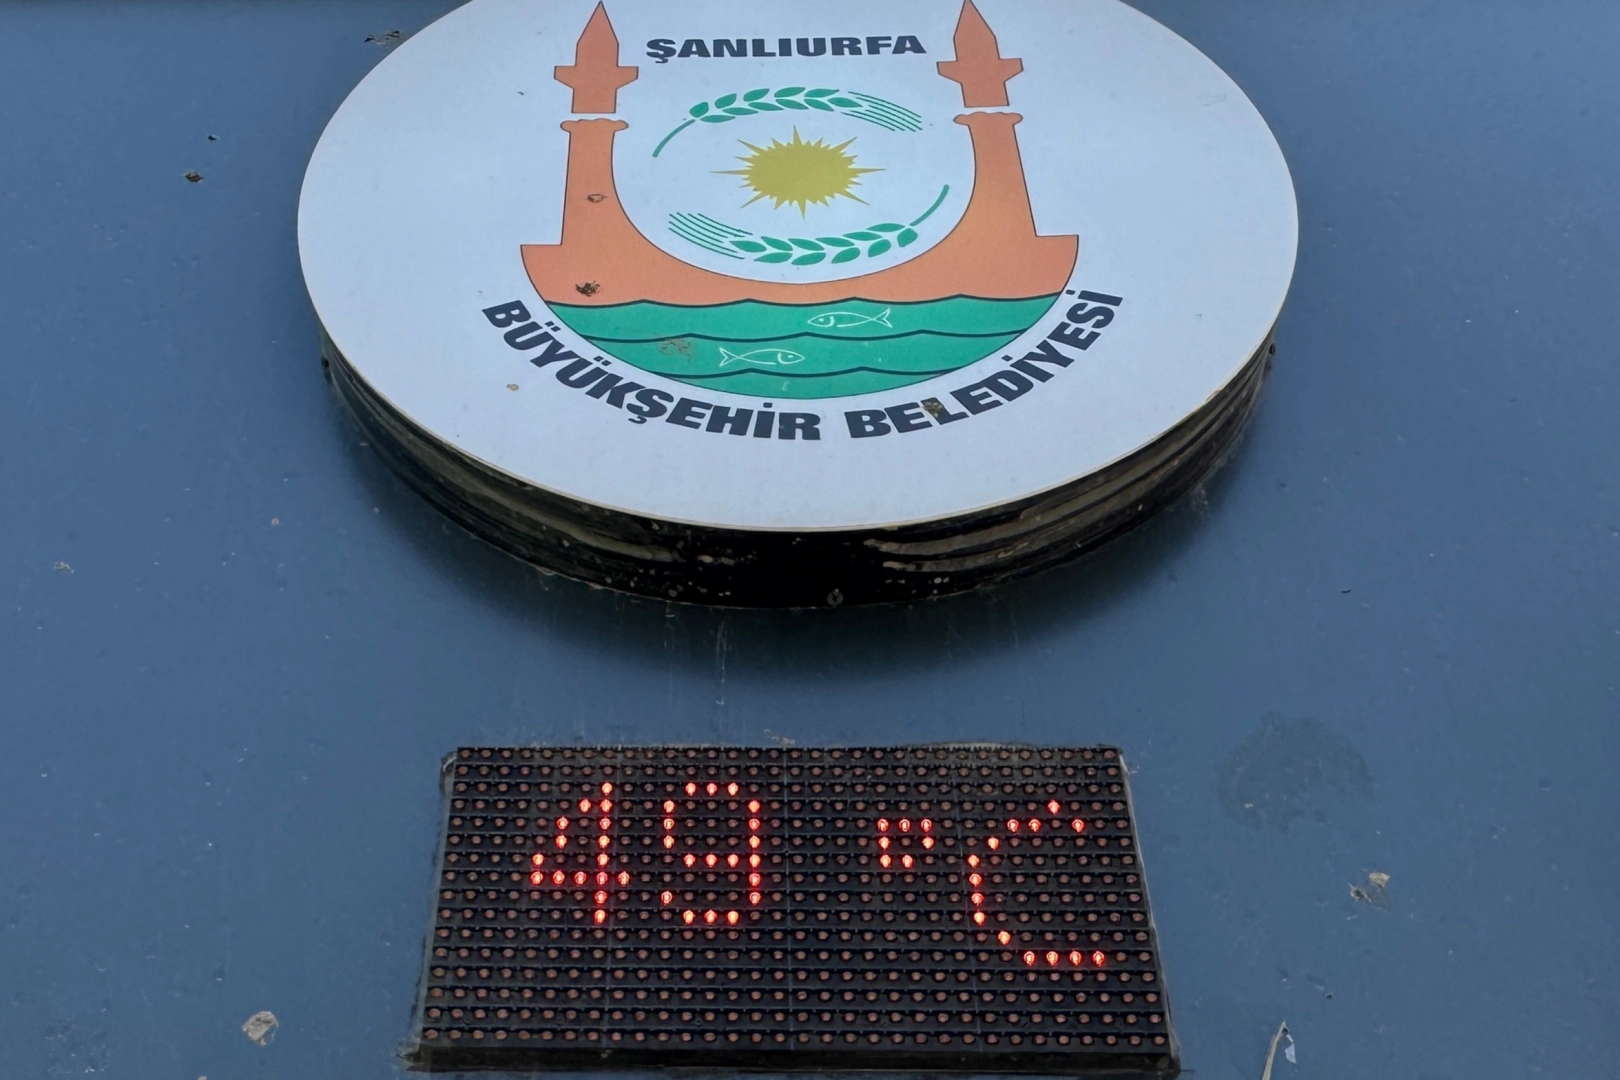 ŞANLIURFA
BÜYÜKŞEHİR BELEDİYESİ
49 °C